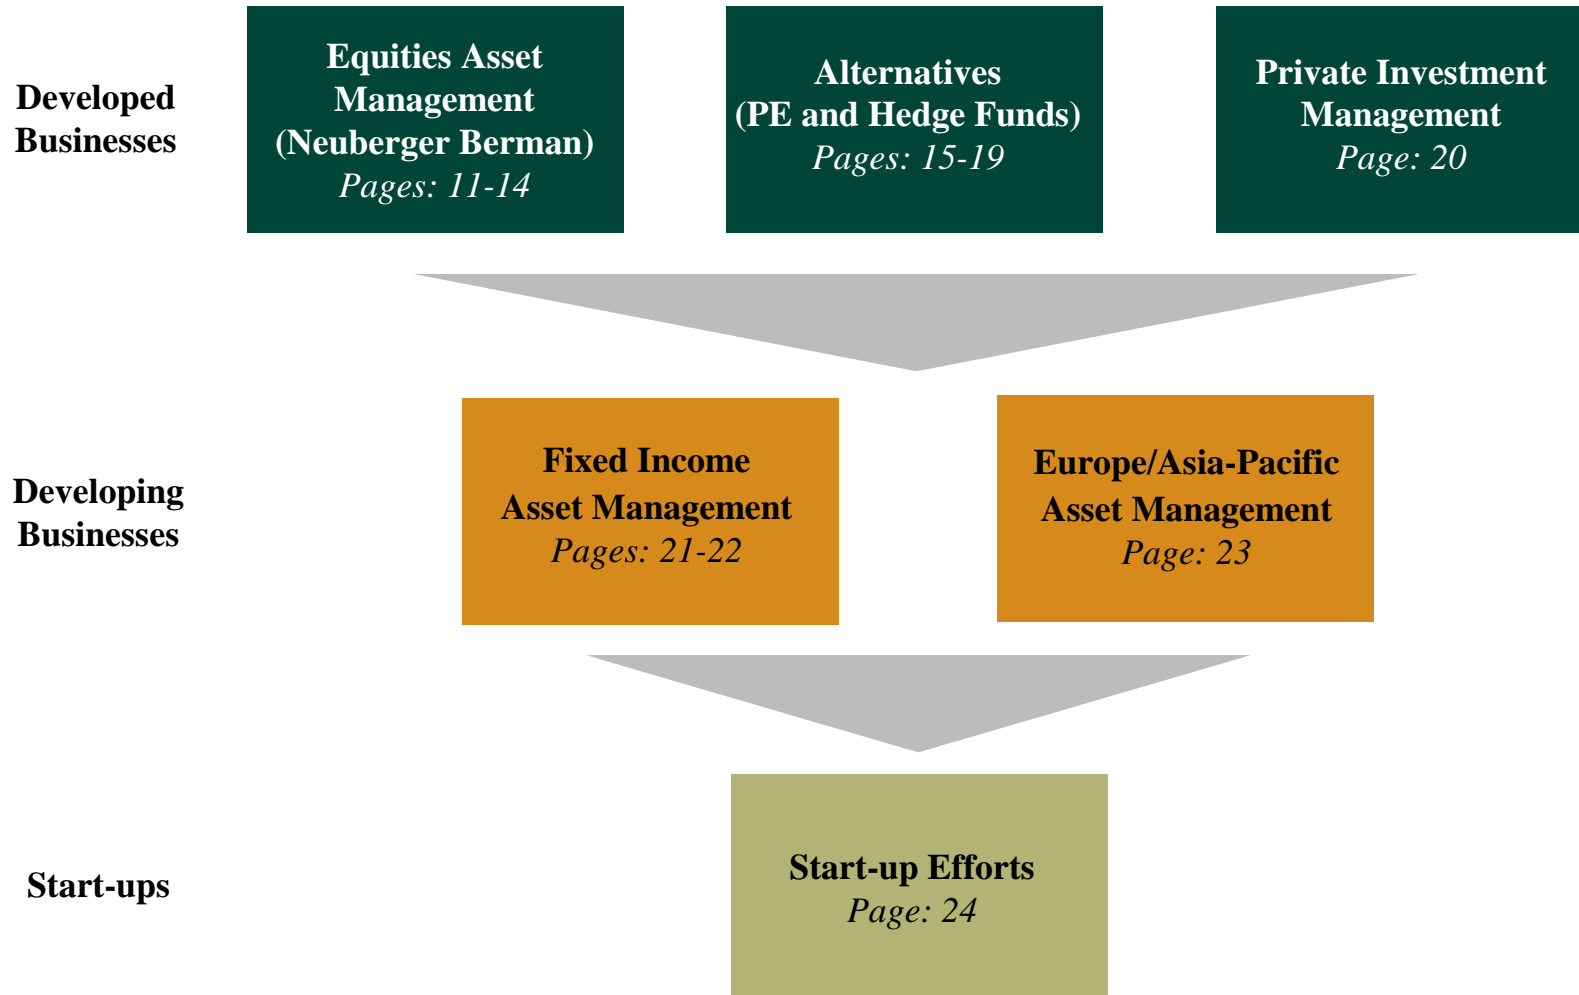 Developed
Businesses
Equities Asset
Management
(Neuberger Berman)
Pages: 11-14
Alternatives
(PE and Hedge Funds)
Pages: 15-19
Private Investment
Management
Page: 20
Developing
Businesses
Fixed Income
Asset Management
Pages: 21-22
Europe/Asia-Pacific
Asset Management
Page: 23
Start-ups
Start-up Efforts
Page: 24